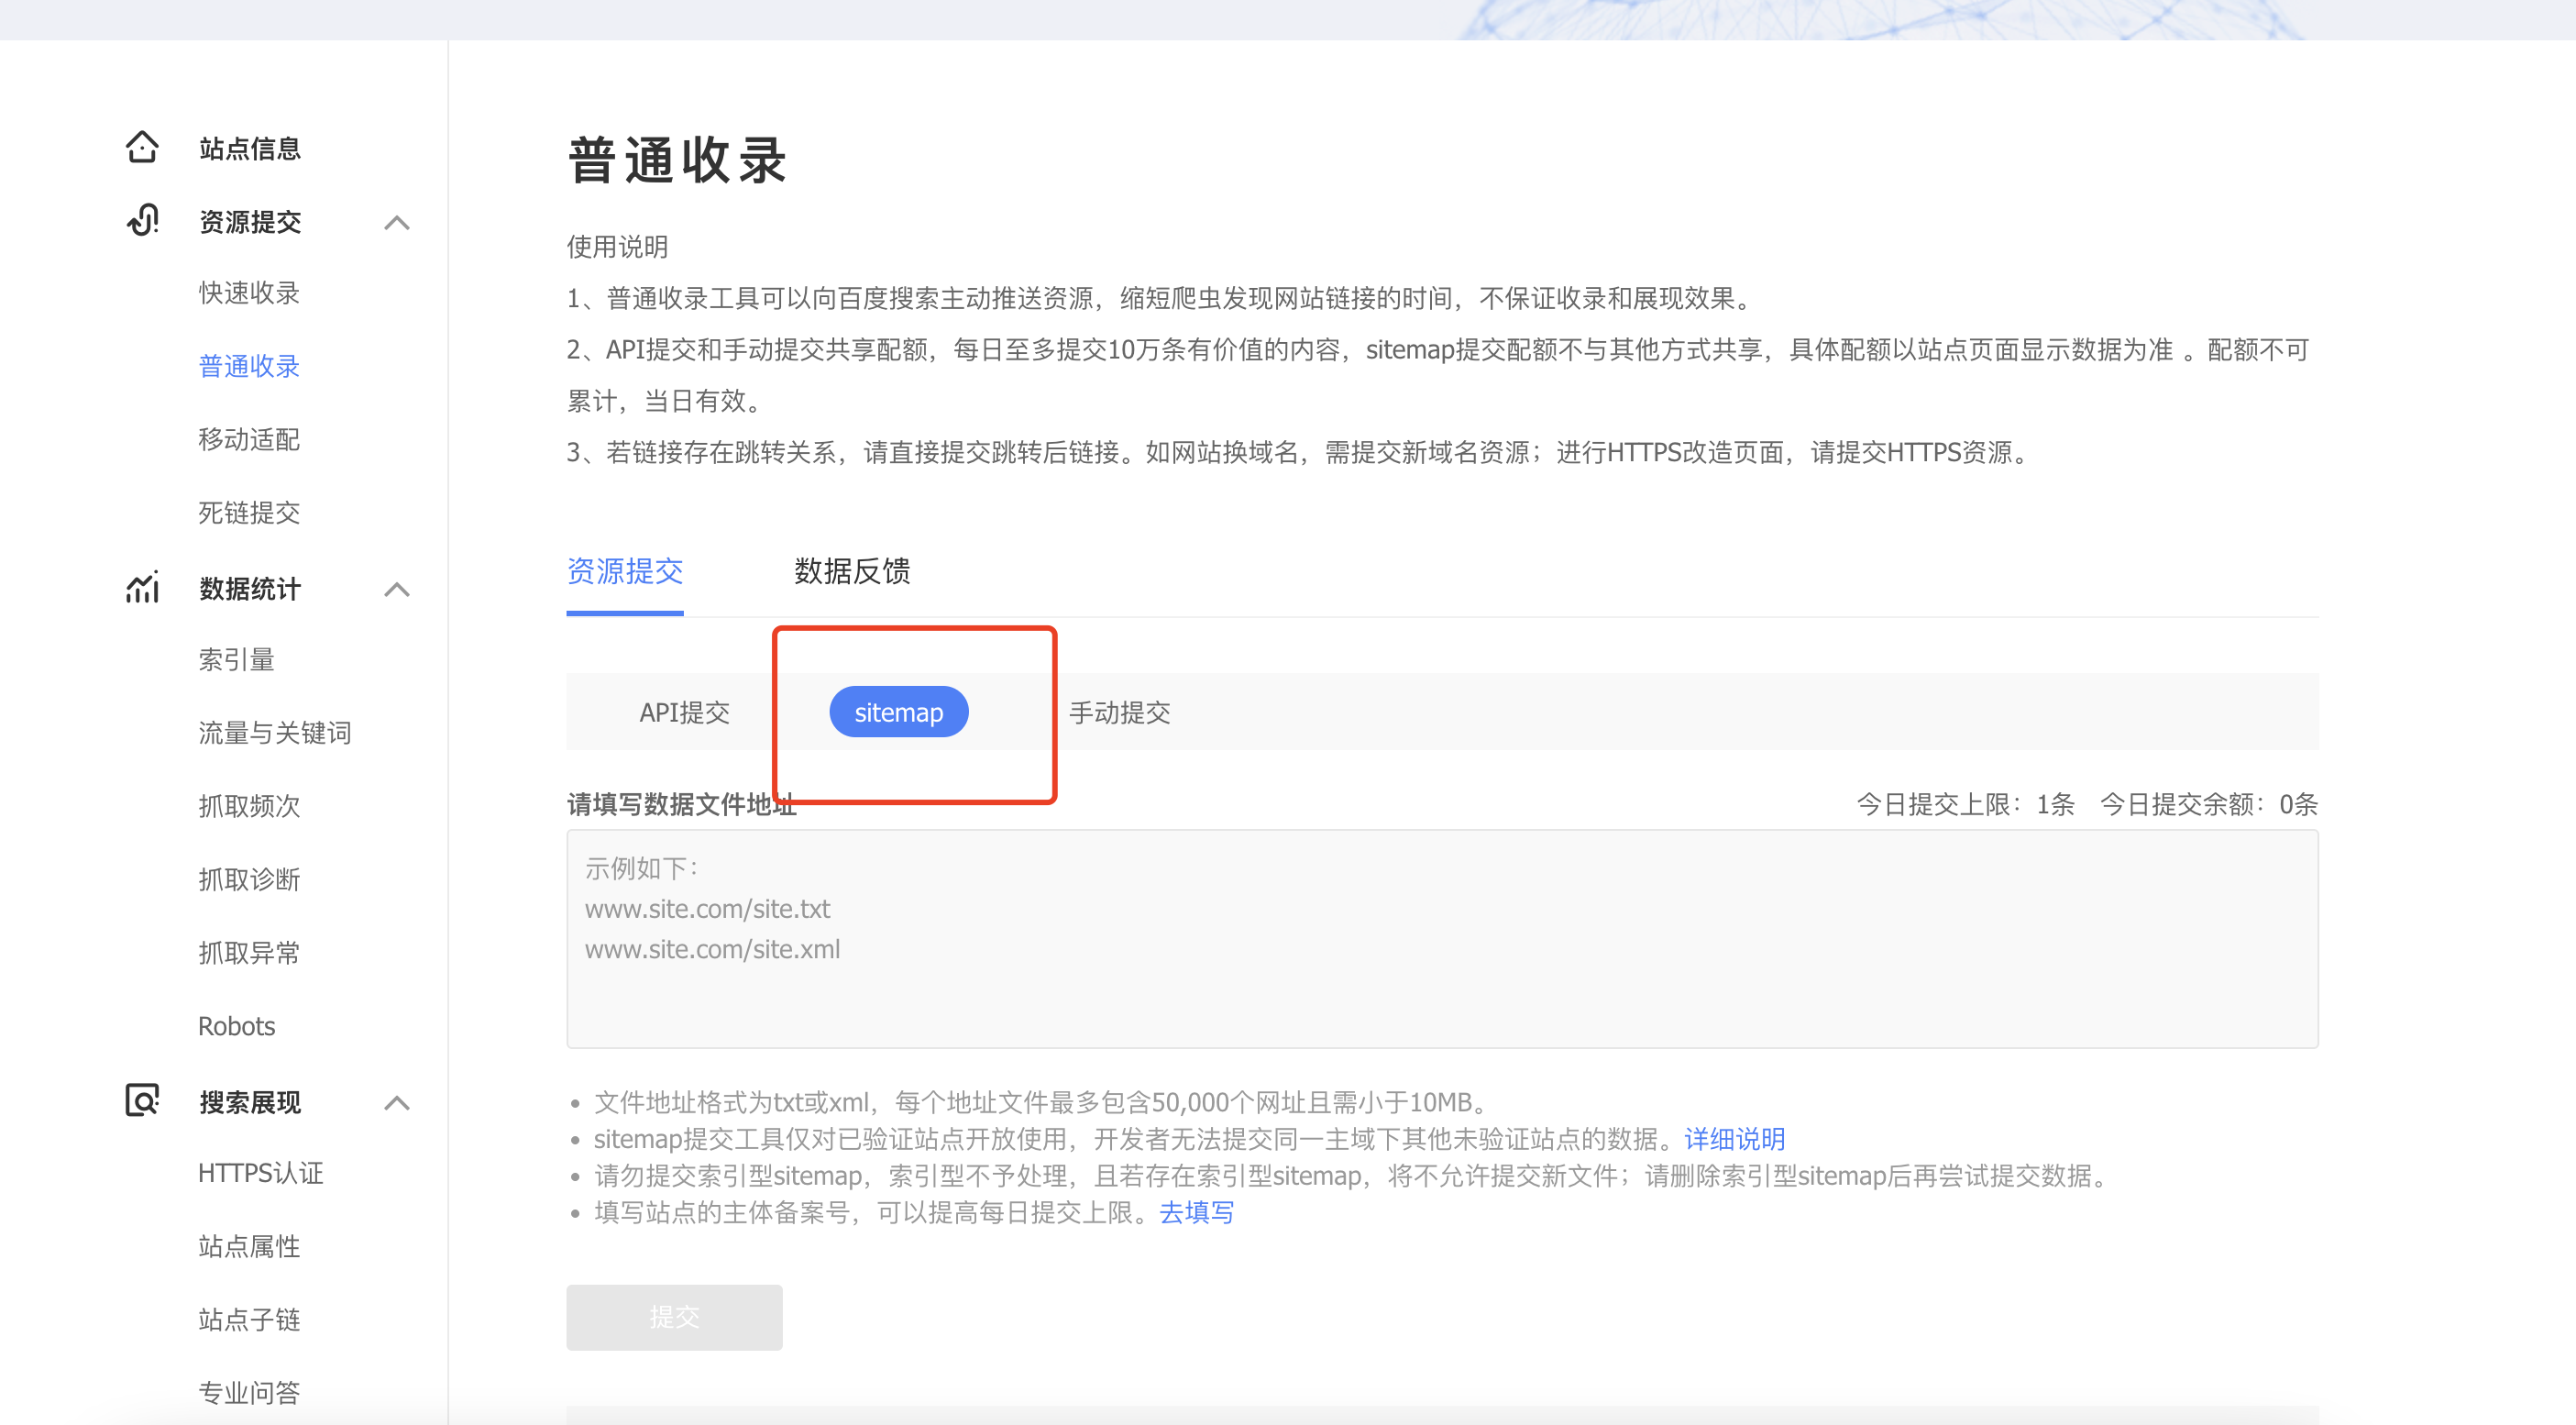 站点信息
资源提交
快速收录
普通收录
移动适配
死链提交
数据统计
索引量
流量与关键词
抓取频次
抓取诊断
抓取异常
Robots
搜索展现
HTTPS认证
站点属性
站点子链
专业问答
普通收录
使用说明
1、普通收录工具可以向百度搜索主动推送资源，缩短爬虫发现网站链接的时间，不保证收录和展现效果。
2、API提交和手动提交共享配额，每日至多提交10万条有价值的内容，sitemap提交配额不与其他方式共享，具体配额以站点页面显示数据为准 。配额不可
累计，当日有效。
3、若链接存在跳转关系，请直接提交跳转后链接。如网站换域名，需提交新域名资源；进行HTTPS改造页面，请提交HTTPS资源。
资源提交 数据反馈
API提交 sitemap 手动提交
请填写数据文件地址 今日提交上限：1条 今日提交余额：0条
示例如下：
www.site.com/site.txt
www.site.com/site.xml
• 文件地址格式为txt或xml，每个地址文件最多包含50,000个网址且需小于10MB。
• sitemap提交工具仅对已验证站点开放使用，开发者无法提交同一主域下其他未验证站点的数据。详细说明
• 请勿提交索引型sitemap，索引型不予处理，且若存在索引型sitemap，将不允许提交新文件；请删除索引型sitemap后再尝试提交数据。
• 填写站点的主体备案号，可以提高每日提交上限。去填写
提交